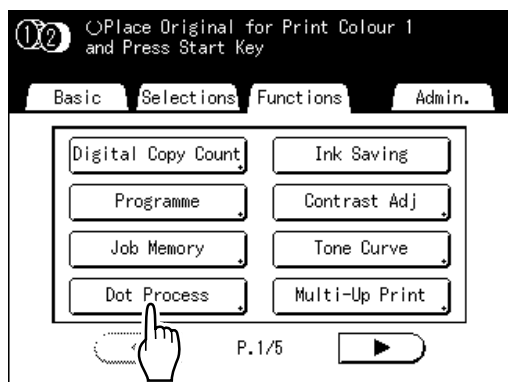 ①② Place Original for Print Colour 1
and Press Start Key
Basic Selections Functions Admin.
Digital Copy Count Ink Saving
Programme Contrast Adj
Job Memory Tone Curve
Dot Process Multi-Up Print
P.1/5